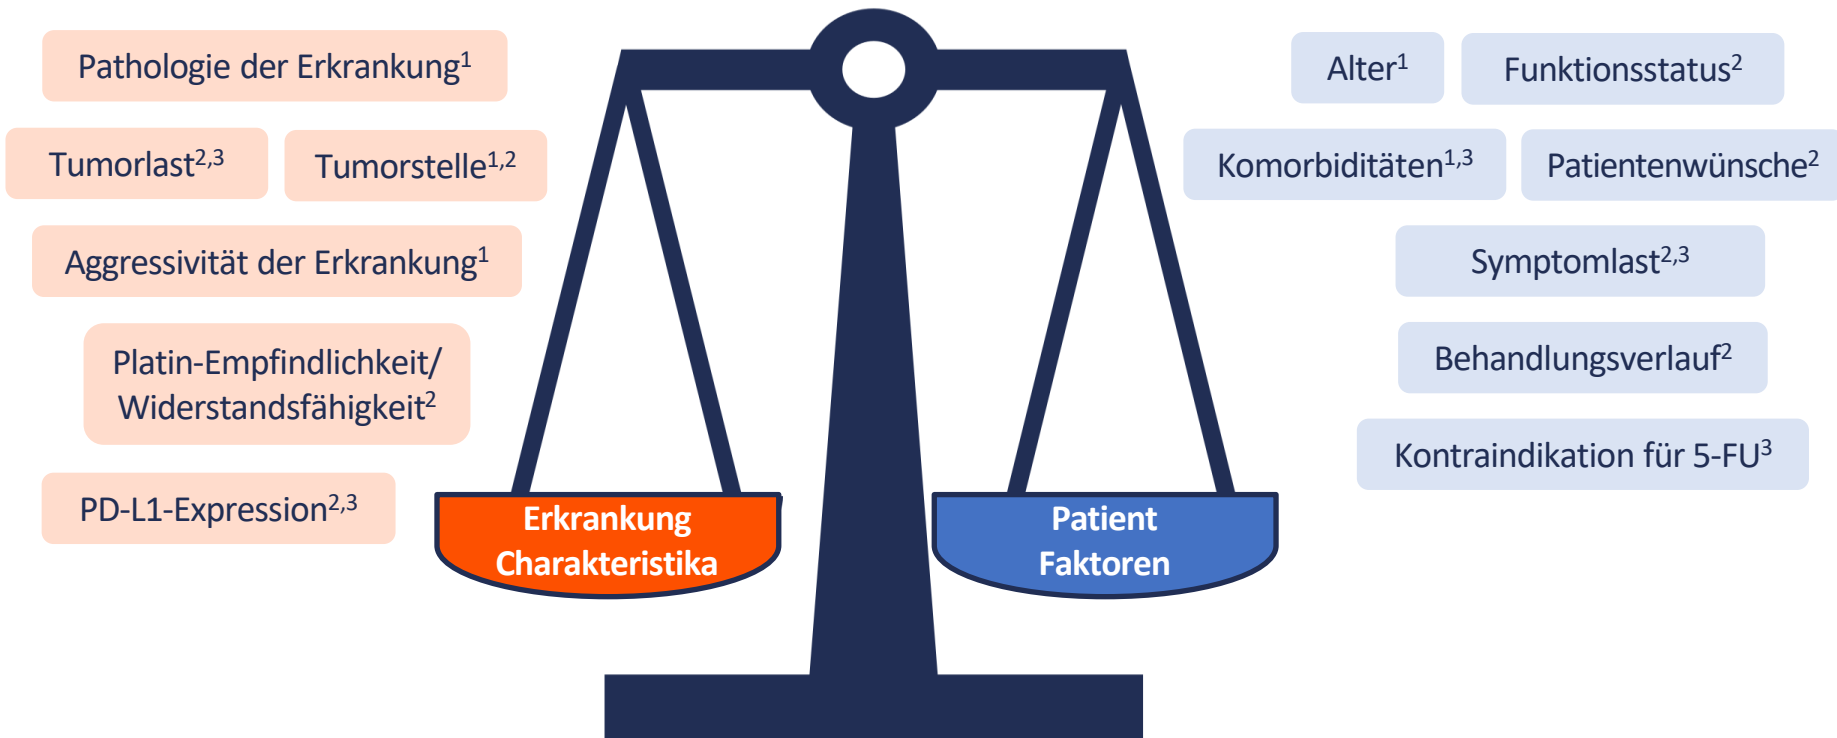 Pathologie der Erkrankung¹
Tumorlast²,³
Tumorstelle¹,²
Aggressivität der Erkrankung¹
Platin-Empfindlichkeit/
Widerstandsfähigkeit²
PD-L1-Expression²,³
Erkrankung
Charakteristika
Patient
Faktoren
Alter¹
Funktionsstatus²
Komorbiditäten¹,³
Patientenwünsche²
Symptomlast²,³
Behandlungsverlauf²
Kontraindikation für 5-FU³